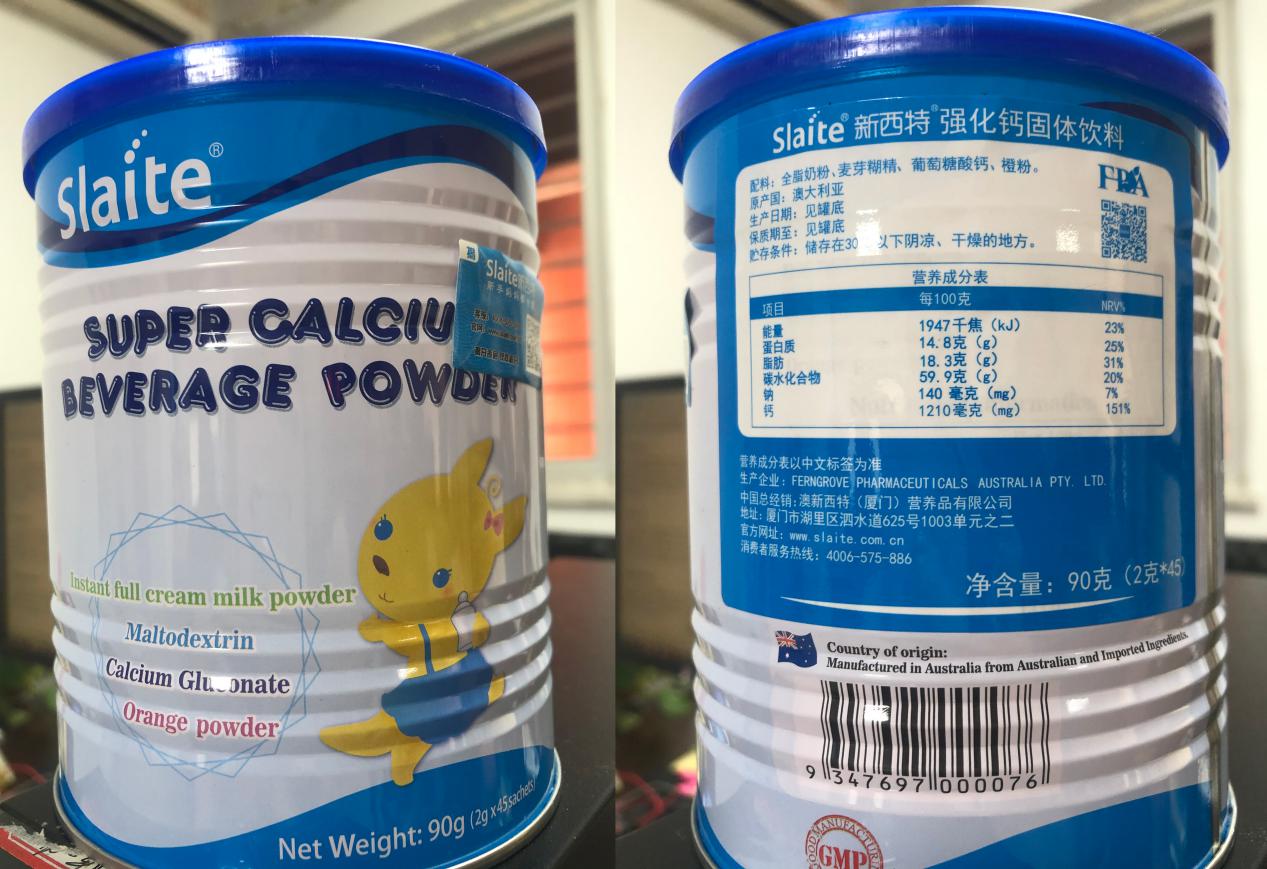 Slaite®
SUPER CALCIU
BEVERAGE POWDER
Slaite
Instant full cream milk powder
Maltodextrin
Calcium Gluconate
Orange powder
Net Weight: 90g (2g x 45sachets)
Slaite® 新西特® 强化钙固体饮料
配料：全脂奶粉、麦芽糊精、葡萄糖酸钙、橙粉。
原产国：澳大利亚
生产日期：见罐底
保质期至：见罐底
贮存条件：储存在30 以下阴凉、干燥的地方。
FPA
营养成分表
项目 每100克 NRV%
能量 1947千焦（kJ） 23%
蛋白质 14.8克（g） 25%
脂肪 18.3克（g） 31%
碳水化合物 59.9克（g） 20%
钠 140 毫克（mg） 7%
钙 1210毫克（mg） 151%
营养成分表以中文标签为准
生产企业：FERNGROVE PHARMACEUTICALS AUSTRALIA PTY. LTD.
中国总经销：澳新西特（厦门）营养品有限公司
地址：厦门市湖里区泗水道625号1003单元之二
官方网址：www.slaite.com.cn
消费者服务热线：4006-575-886
净含量：90克（2克*45）
Country of origin:
Manufactured in Australia from Australian and Imported Ingredients.
9 347697 000076
GOOD MANUFACTURI
GMP